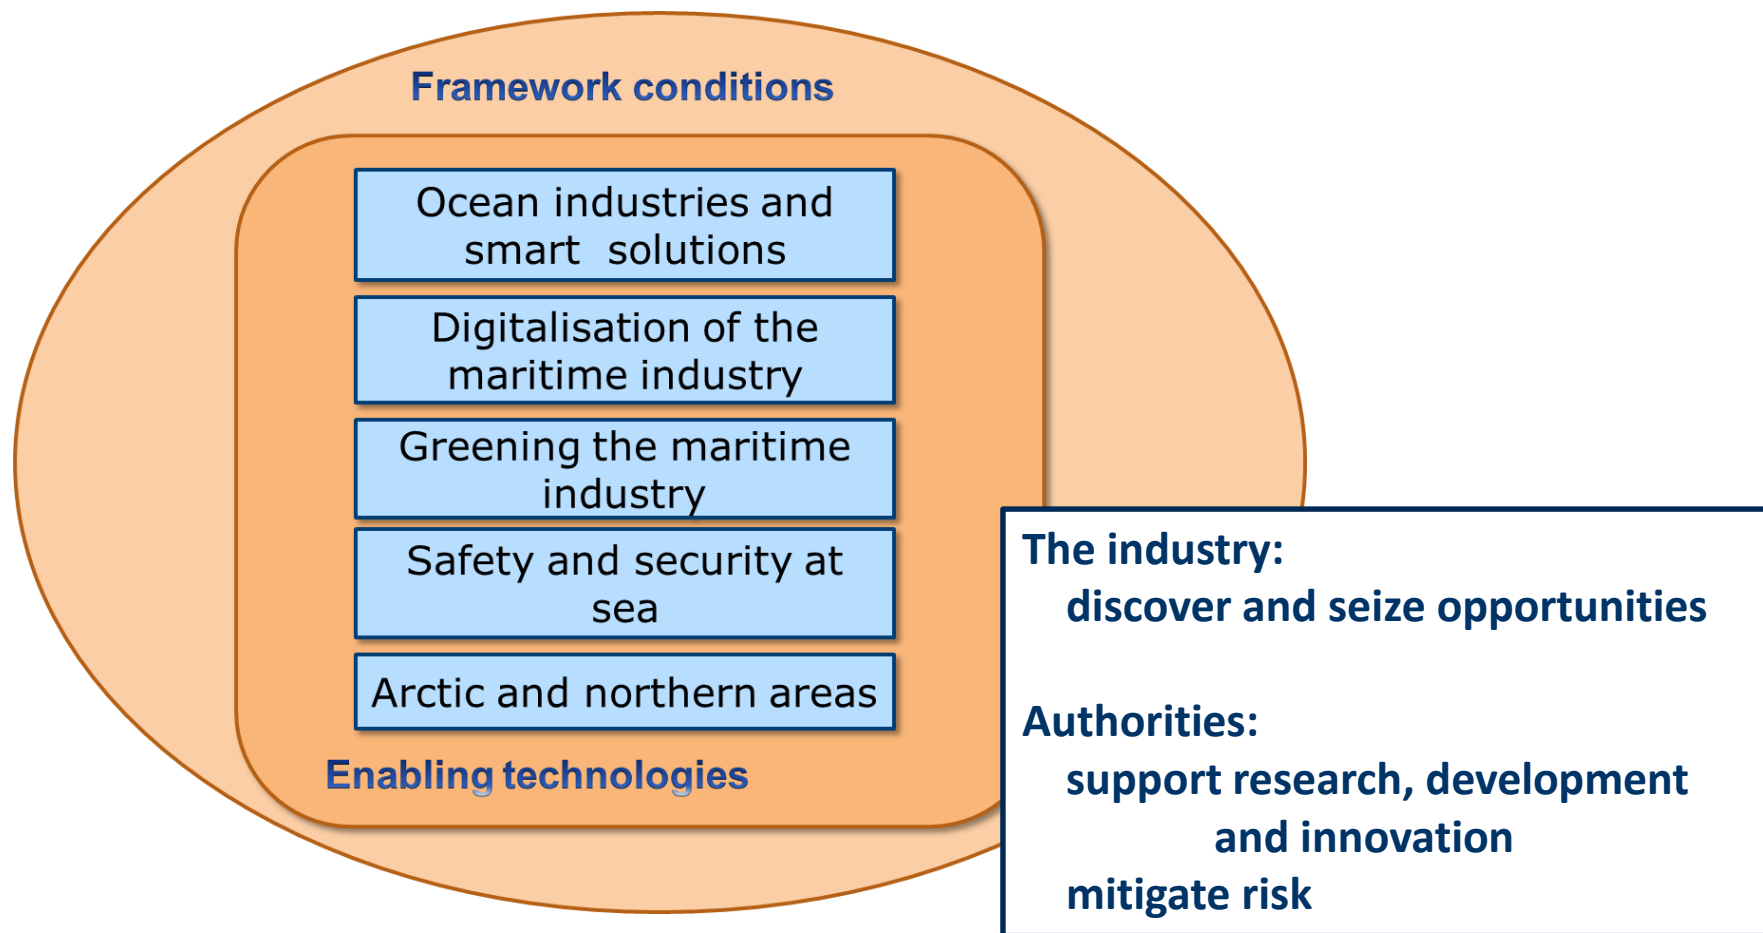 Framework conditions
Ocean industries and
smart solutions
Digitalisation of the
maritime industry
Greening the maritime
industry
Safety and security at
sea
Arctic and northern areas
Enabling technologies
The industry:
discover and seize opportunities
Authorities:
support research, development
and innovation
mitigate risk